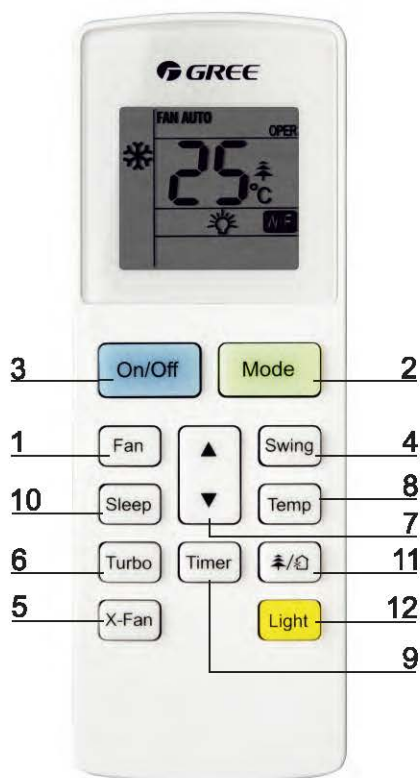 GREE
FAN AUTO
OPER
25 °C
WIFI
3 On/Off Mode 2
1 Fan ▲ Swing 4
10 Sleep ▼ Temp 8
7
6 Turbo Timer / 11
5 X-Fan Light 12
9